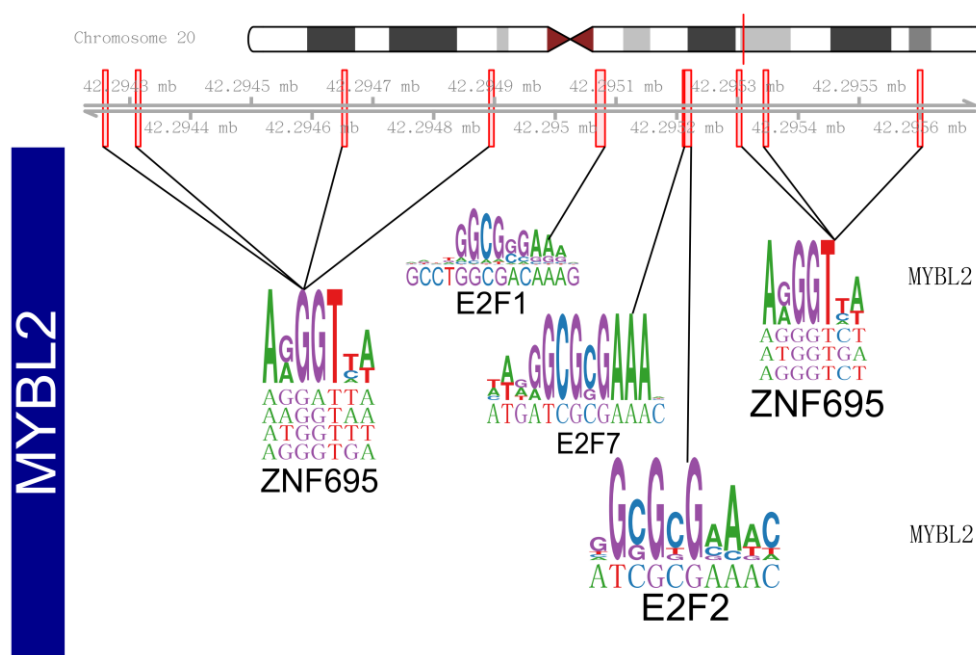 Chromosome 20
42.2943 mb
42.2945 mb
42.2947 mb
42.2949 mb
42.2951 mb
42.2953 mb
42.2955 mb
42.2944 mb
42.2946 mb
42.2948 mb
42.295 mb
42.2952 mb
42.2954 mb
42.2956 mb
MYBL2
GCCTGGCGACAAAG
E2F1
MYBL2
AGGGTCT
ATGGTGA
AGGGTCT
ZNF695
AGGATTA
AAGGTAA
ATGGTTT
AGGGTGA
ZNF695
ATGATCGCGAAAC
E2F7
MYBL2
ATCGCGAAAC
E2F2